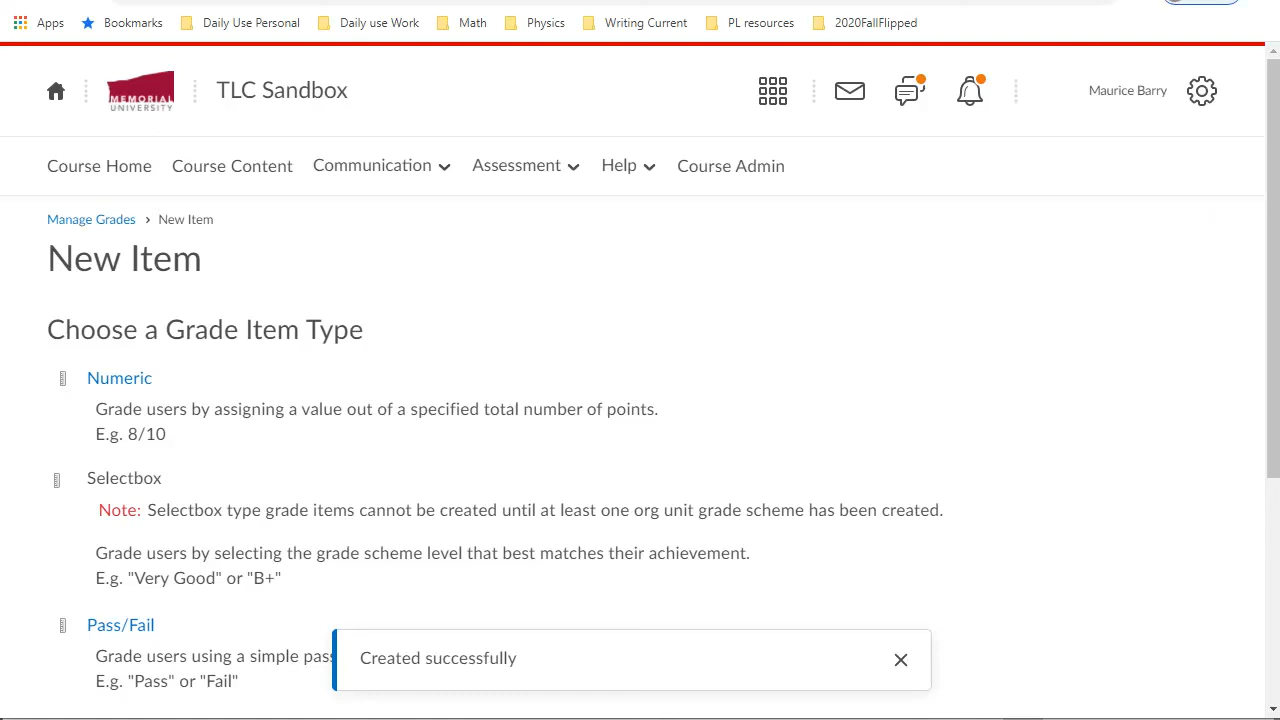 Apps Bookmarks Daily Use Personal Daily use Work Math Physics Writing Current PL resources 2020FallFlipped
MEMORIAL
UNIVERSITY
TLC Sandbox
Maurice Barry
Course Home Course Content Communication Assessment Help Course Admin
Manage Grades › New Item
New Item
Choose a Grade Item Type
Numeric
Grade users by assigning a value out of a specified total number of points.
E.g. 8/10
Selectbox
Note: Selectbox type grade items cannot be created until at least one org unit grade scheme has been created.
Grade users by selecting the grade scheme level that best matches their achievement.
E.g. "Very Good" or "B+"
Pass/Fail
Grade users using a simple pass
E.g. "Pass" or "Fail"
Created successfully